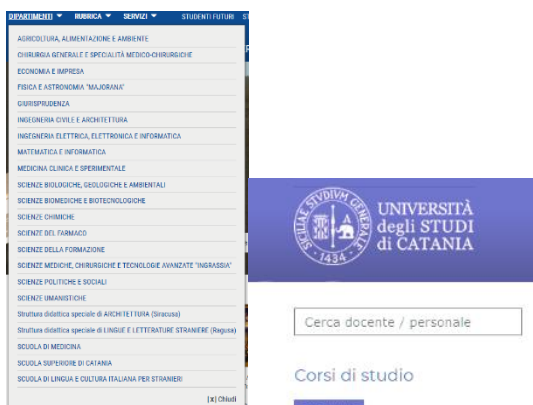 DIPARTIMENTI RUBRICA SERVIZI STUDENTI FUTURI
AGRICOLTURA, ALIMENTAZIONE E AMBIENTE
CHIRURGIA GENERALE E SPECIALITÀ MEDICO-CHIRURGICHE
ECONOMIA E IMPRESA
FISICA E ASTRONOMIA "MAJORANA"
GIURISPRUDENZA
INGEGNERIA CIVILE E ARCHITETTURA
INGEGNERIA ELETTRICA, ELETTRONICA E INFORMATICA
MATEMATICA E INFORMATICA
MEDICINA CLINICA E SPERIMENTALE
SCIENZE BIOLOGICHE, GEOLOGICHE E AMBIENTALI
SCIENZE BIOMEDICHE E BIOTECNOLOGICHE
SCIENZE CHIMICHE
SCIENZE DEL FARMACO
SCIENZE DELLA FORMAZIONE
SCIENZE MEDICHE, CHIRURGICHE E TECNOLOGIE AVANZATE "INGRASSIA"
SCIENZE POLITICHE E SOCIALI
SCIENZE UMANISTICHE
Struttura didattica speciale di ARCHITETTURA (Siracusa)
Struttura didattica speciale di LINGUE E LETTERATURE STRANIERE (Ragusa)
SCUOLA DI MEDICINA
SCUOLA SUPERIORE DI CATANIA
SCUOLA DI LINGUA E CULTURA ITALIANA PER STRANIERI
[x] Chiudi
SICILIAE STVDIVM GENERALE
1434
UNIVERSITÀ
degli STUDI
di CATANIA
Cerca docente / personale
Corsi di studio